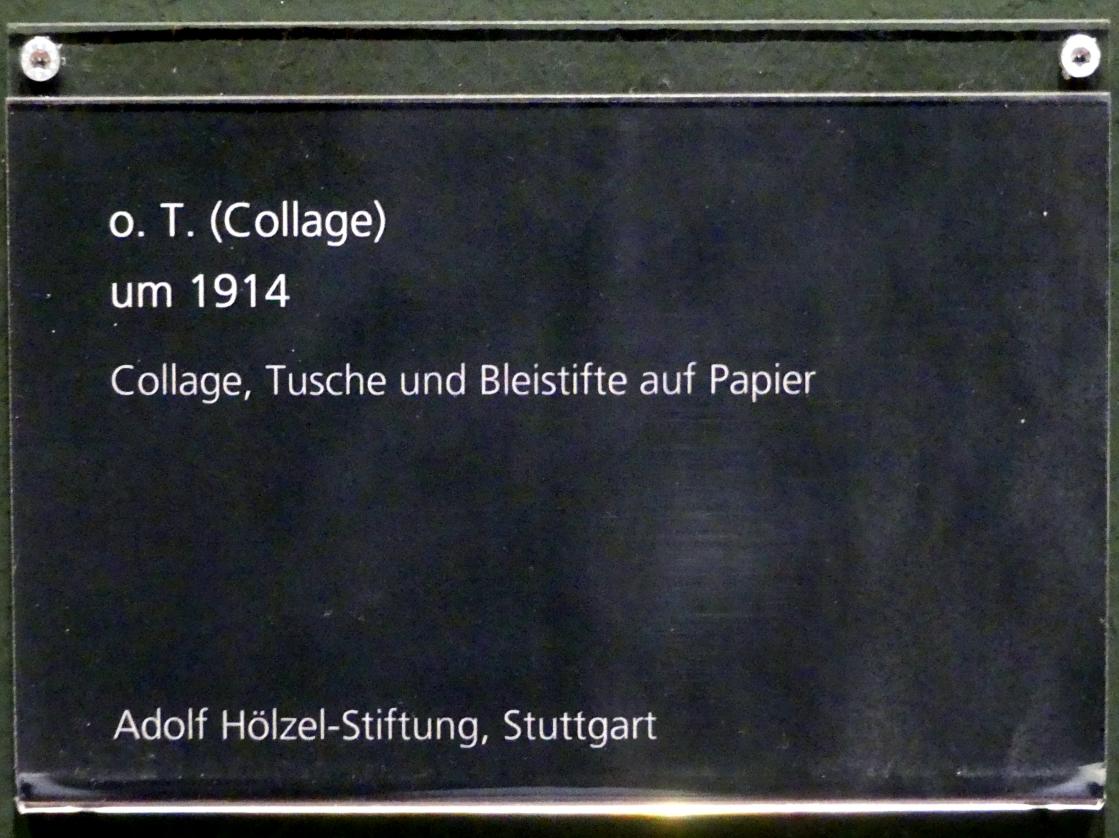 o. T. (Collage)
um 1914
Collage, Tusche und Bleistifte auf Papier
Adolf Hölzel-Stiftung, Stuttgart